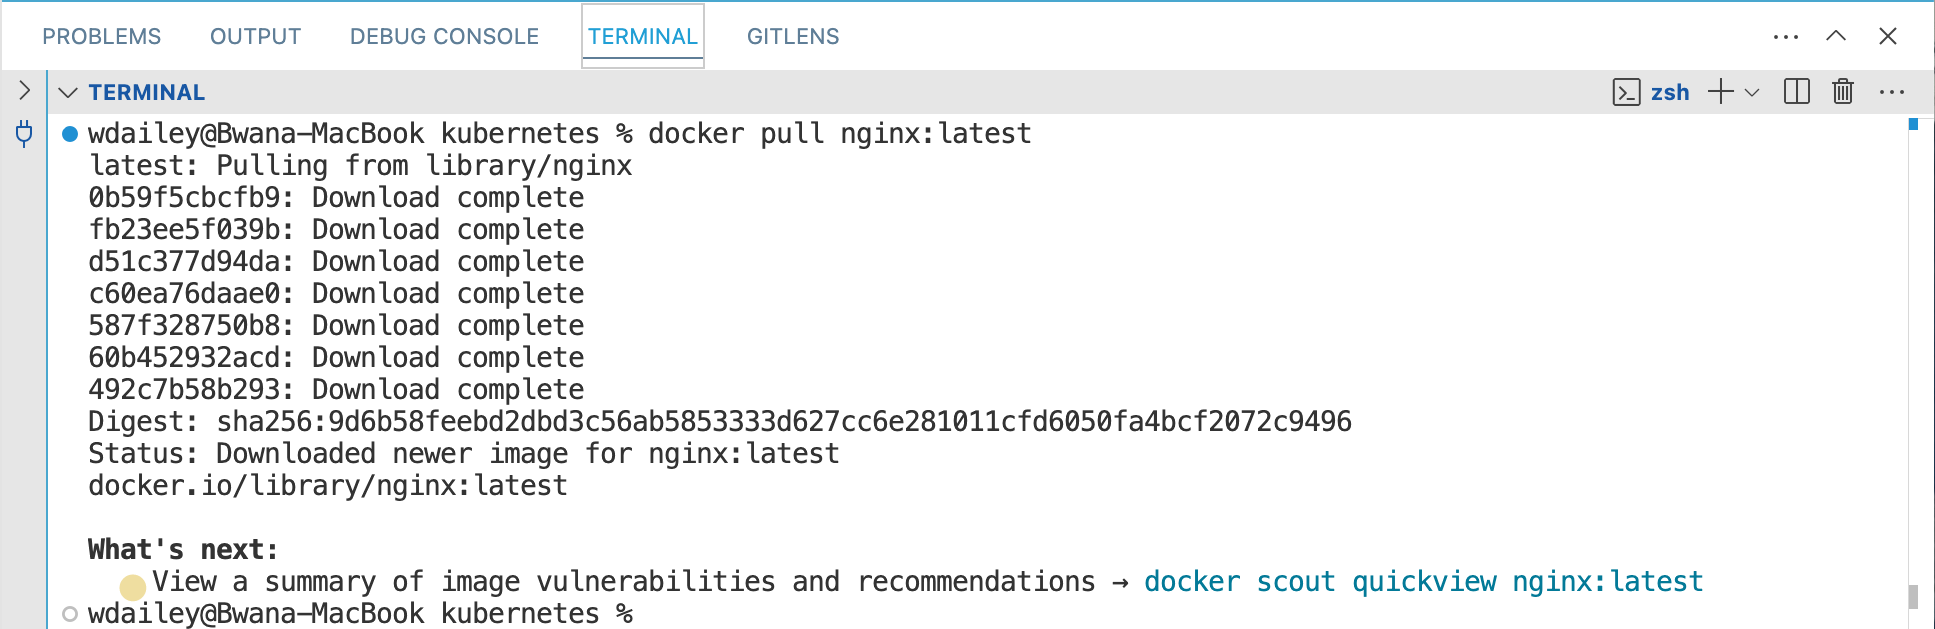 PROBLEMS OUTPUT DEBUG CONSOLE TERMINAL GITLENS
TERMINAL zsh
wdailey@Bwana-MacBook kubernetes % docker pull nginx:latest
latest: Pulling from library/nginx
0b59f5cbcfb9: Download complete
fb23ee5f039b: Download complete
d51c377d94da: Download complete
c60ea76daae0: Download complete
587f328750b8: Download complete
60b452932acd: Download complete
492c7b58b293: Download complete
Digest: sha256:9d6b58feebd2dbd3c56ab5853333d627cc6e281011cfd6050fa4bcf2072c9496
Status: Downloaded newer image for nginx:latest
docker.io/library/nginx:latest
What's next:
View a summary of image vulnerabilities and recommendations → docker scout quickview nginx:latest
wdailey@Bwana-MacBook kubernetes %